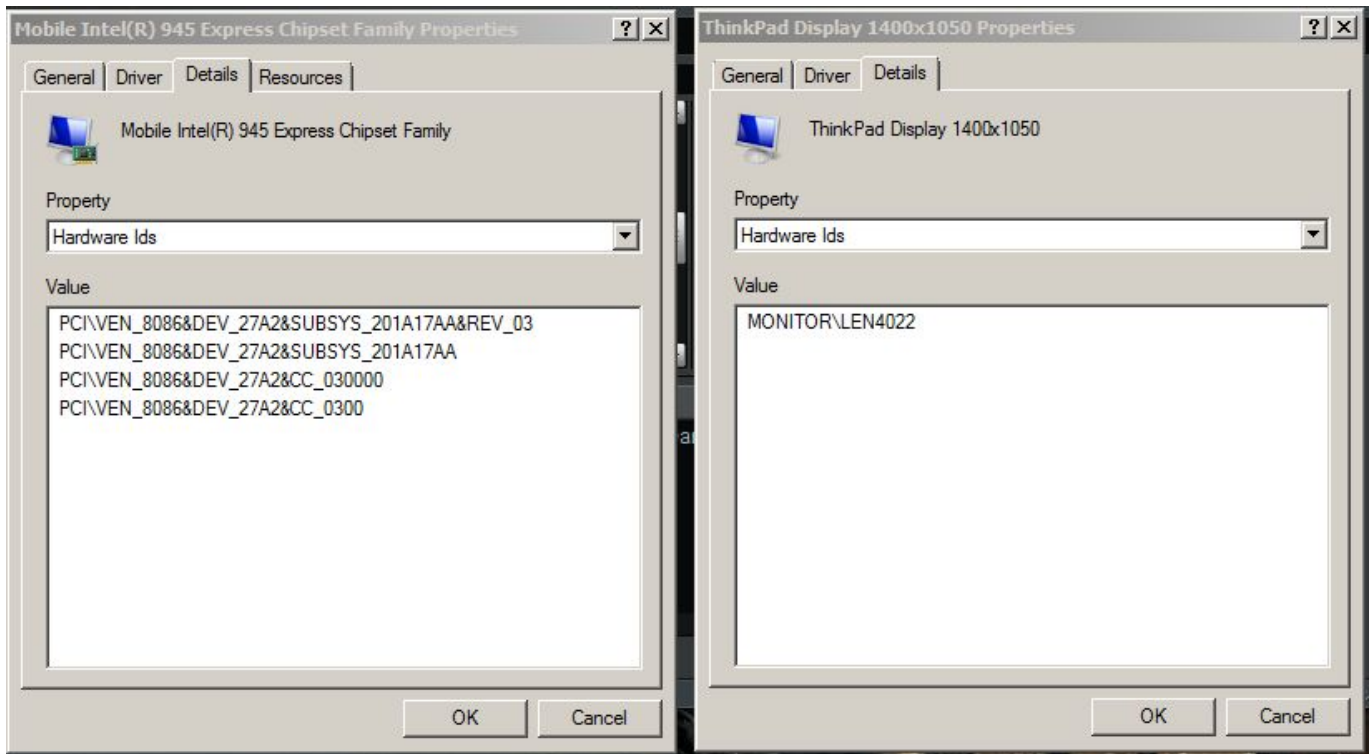 Mobile Intel(R) 945 Express Chipset Family Properties
General Driver Details Resources
Mobile Intel(R) 945 Express Chipset Family
Property
Hardware Ids
Value
PCI\VEN_8086&DEV_27A2&SUBSYS_201A17AA&REV_03
PCI\VEN_8086&DEV_27A2&SUBSYS_201A17AA
PCI\VEN_8086&DEV_27A2&CC_030000
PCI\VEN_8086&DEV_27A2&CC_0300
OK Cancel
ThinkPad Display 1400x1050 Properties
General Driver Details
ThinkPad Display 1400x1050
Property
Hardware Ids
Value
MONITOR\LEN4022
OK Cancel